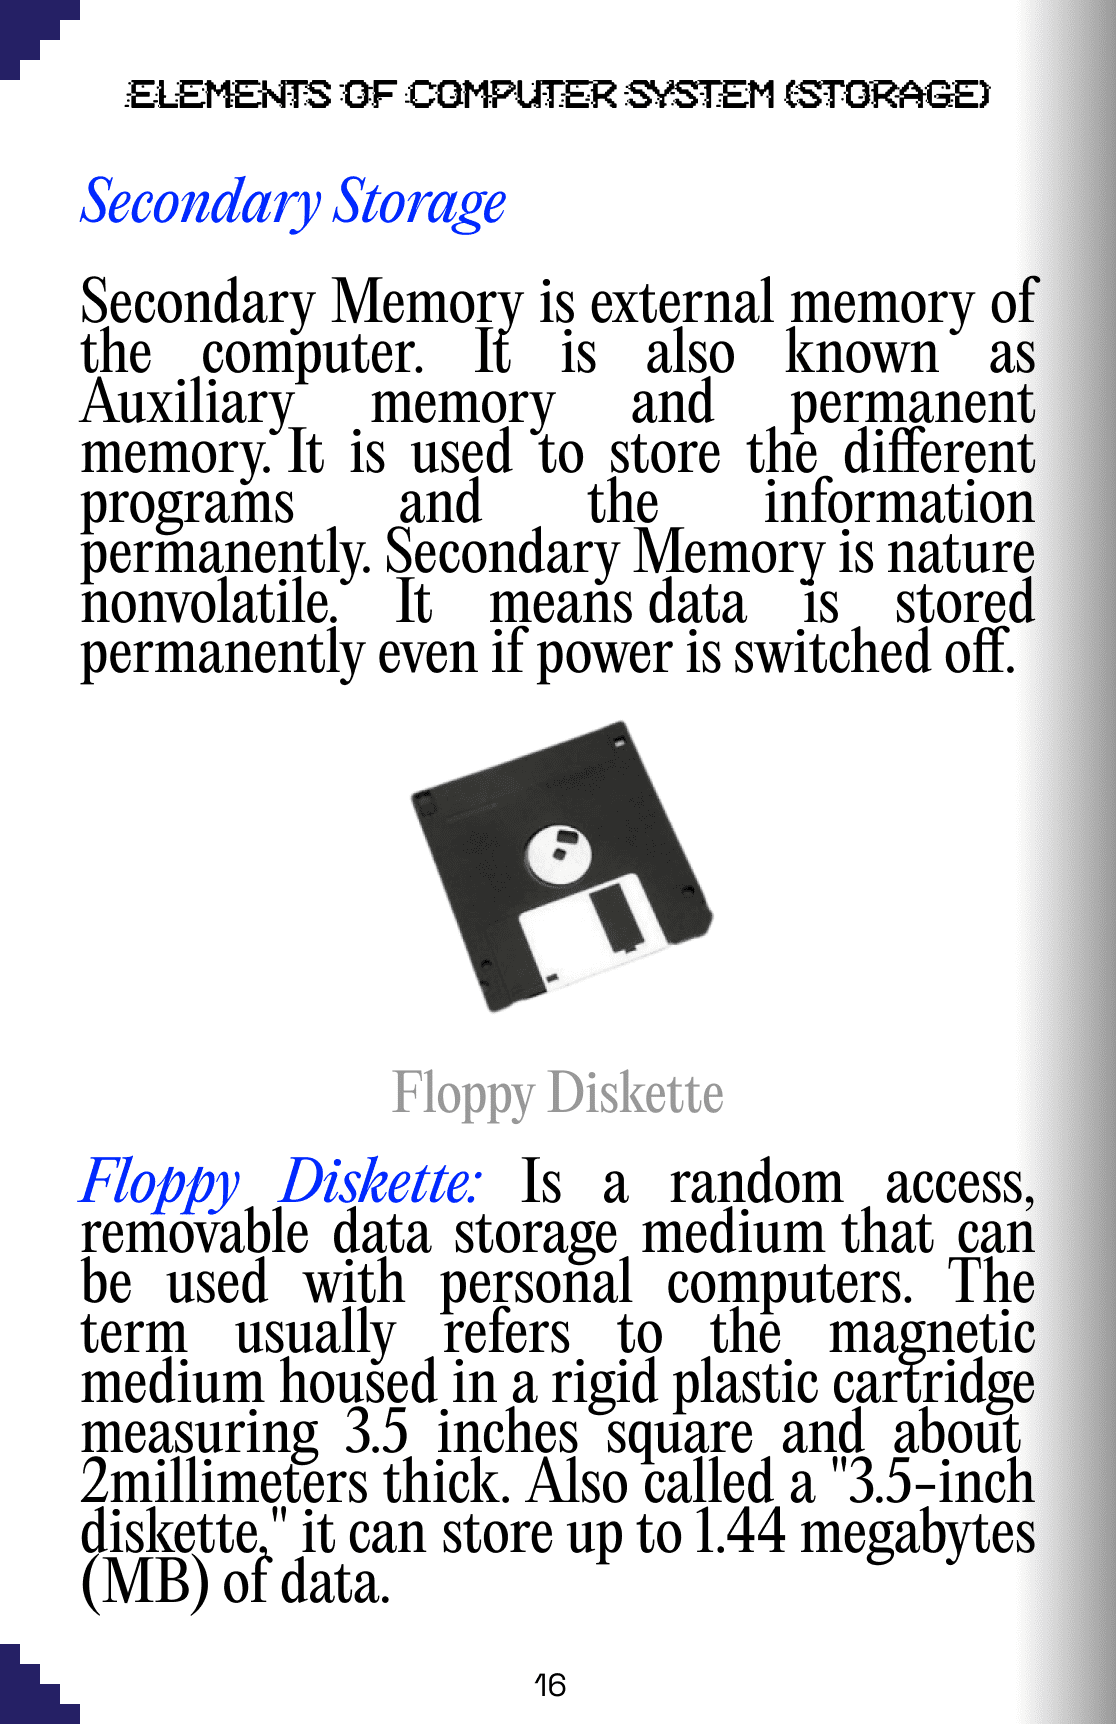 ELEMENTS OF COMPUTER SYSTEM (STORAGE)
Secondary Storage
Secondary Memory is external memory of
the computer. It is also known as
Auxiliary memory and permanent
memory. It is used to store the different
programs and the information
permanently. Secondary Memory is nature
nonvolatile. It means data is stored
permanently even if power is switched off.
Floppy Diskette
Floppy Diskette: Is a random access,
removable data storage medium that can
be used with personal computers. The
term usually refers to the magnetic
medium housed in a rigid plastic cartridge
measuring 3.5 inches square and about
2millimeters thick. Also called a "3.5-inch
diskette," it can store up to 1.44 megabytes
(MB) of data.
16